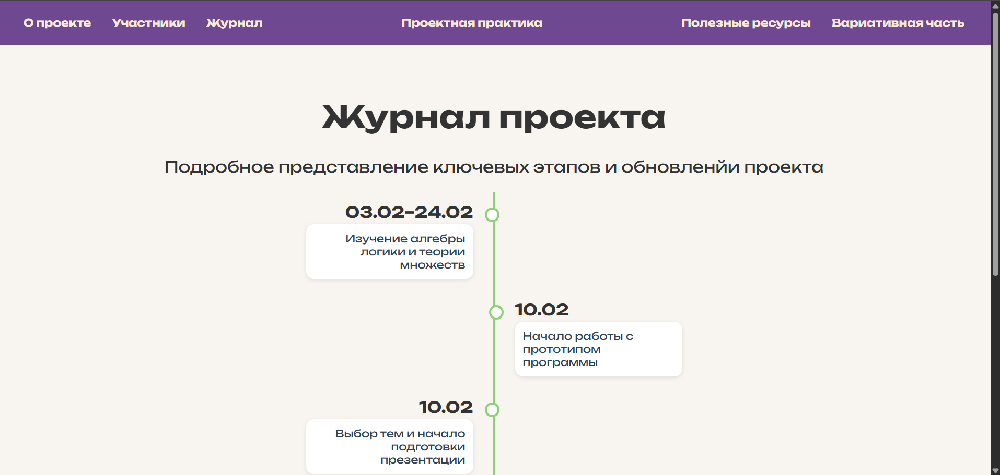 О проекте Участники Журнал Проектная практика Полезные ресурсы Вариативная часть
Журнал проекта
Подробное представление ключевых этапов и обновленйи проекта
03.02–24.02
Изучение алгебры
логики и теории
множеств
10.02
Начало работы с
прототипом
программы
10.02
Выбор тем и начало
подготовки
презентации